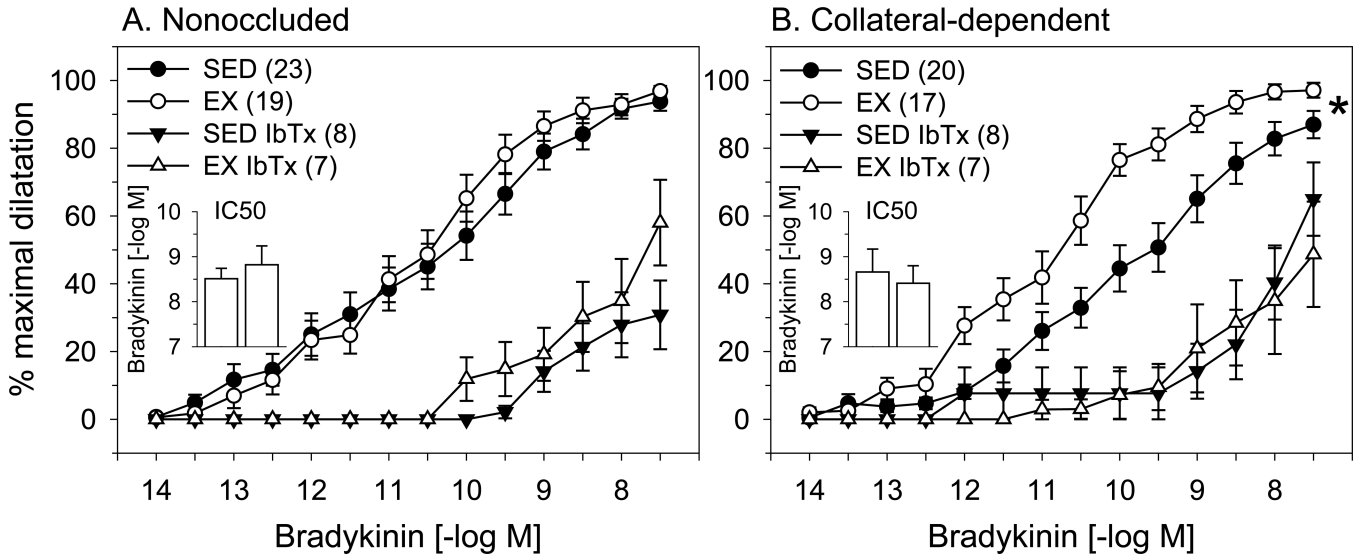 A. Nonoccluded
SED (23)
EX (19)
SED IbTx (8)
EX IbTx (7)
% maximal dilatation
100
80
60
40
20
0
Bradykinin [-log M]
10
9
8
7
IC50
14 13 12 11 10 9 8
Bradykinin [-log M]
B. Collateral-dependent
SED (20)
EX (17)
SED IbTx (8)
EX IbTx (7)
100
80
60
40
20
0
Bradykinin [-log M]
10
9
8
7
IC50
*
14 13 12 11 10 9 8
Bradykinin [-log M]